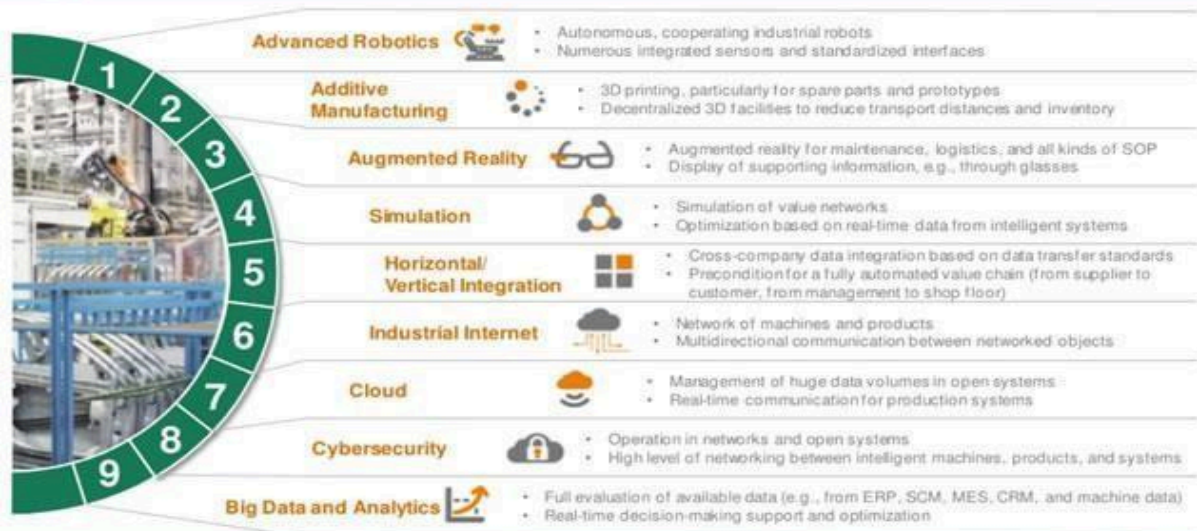 1
Advanced Robotics
• Autonomous, cooperating industrial robots
• Numerous integrated sensors and standardized interfaces
2
Additive
Manufacturing
• 3D printing, particularly for spare parts and prototypes
• Decentralized 3D facilities to reduce transport distances and inventory
3
Augmented Reality
• Augmented reality for maintenance, logistics, and all kinds of SOP
• Display of supporting information, e.g., through glasses
4
Simulation
• Simulation of value networks
• Optimization based on real-time data from intelligent systems
5
Horizontal/
Vertical Integration
• Cross-company data integration based on data transfer standards
• Precondition for a fully automated value chain (from supplier to
customer, from management to shop floor)
6
Industrial Internet
• Network of machines and products
• Multidirectional communication between networked objects
7
Cloud
• Management of huge data volumes in open systems
• Real-time communication for production systems
8
Cybersecurity
• Operation in networks and open systems
• High level of networking between intelligent machines, products, and systems
9
Big Data and Analytics
• Full evaluation of available data (e.g., from ERP, SCM, MES, CRM, and machine data)
• Real-time decision-making support and optimization